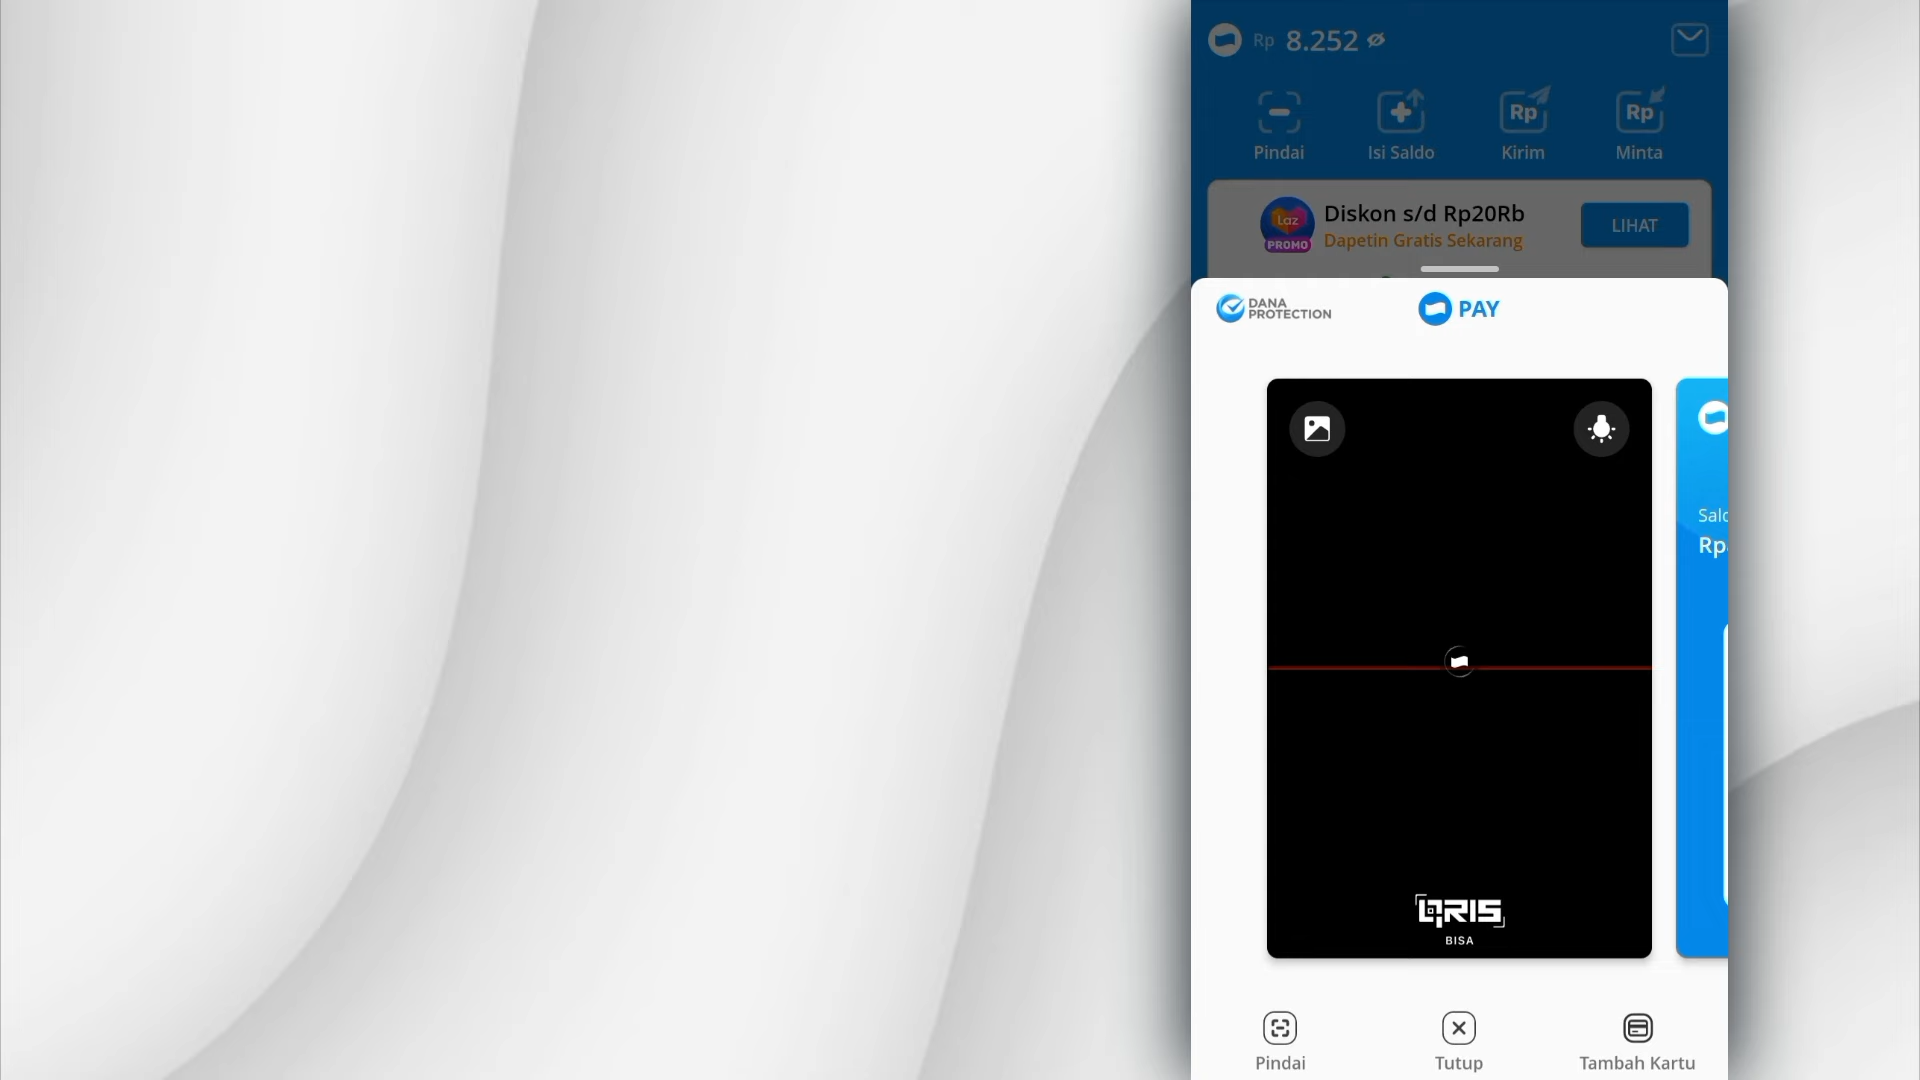 Rp 8.252
Pindai
Isi Saldo
Rp
Kirim
Rp
Minta
Laz
PROMO
Diskon s/d Rp20Rb
Dapetin Gratis Sekarang
LIHAT
DANA
PROTECTION
PAY
Rp
QRIS
BISA
Pindai
Tutup
Tambah Kartu